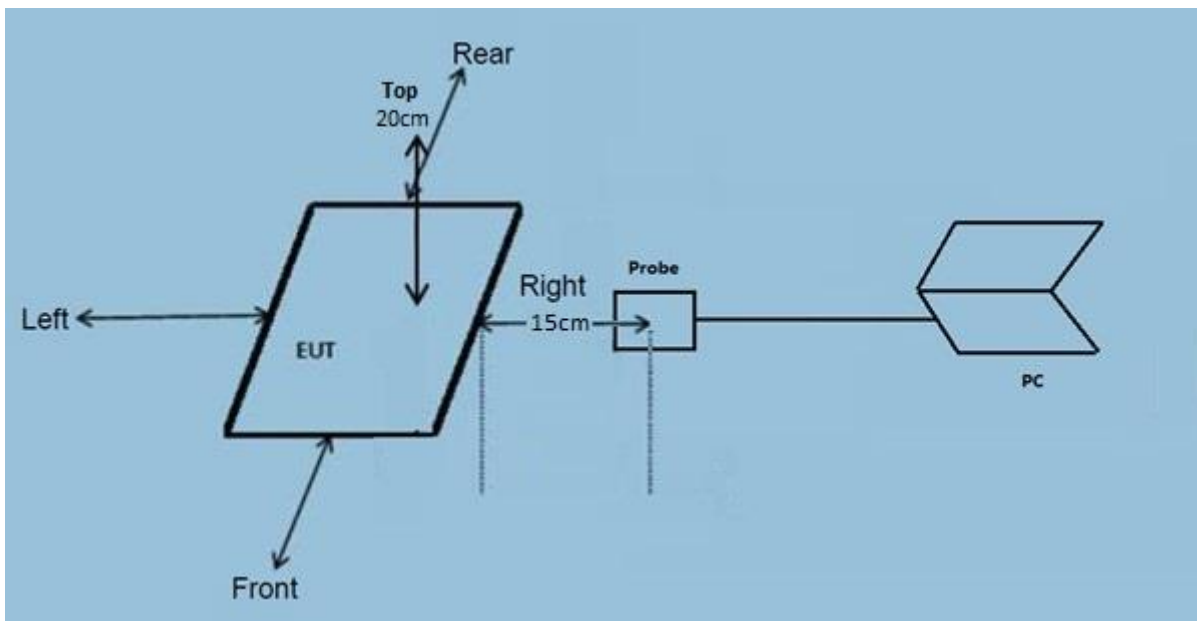 Rear
Top
20cm
Probe
Right
15cm
Left
EUT
PC
Front